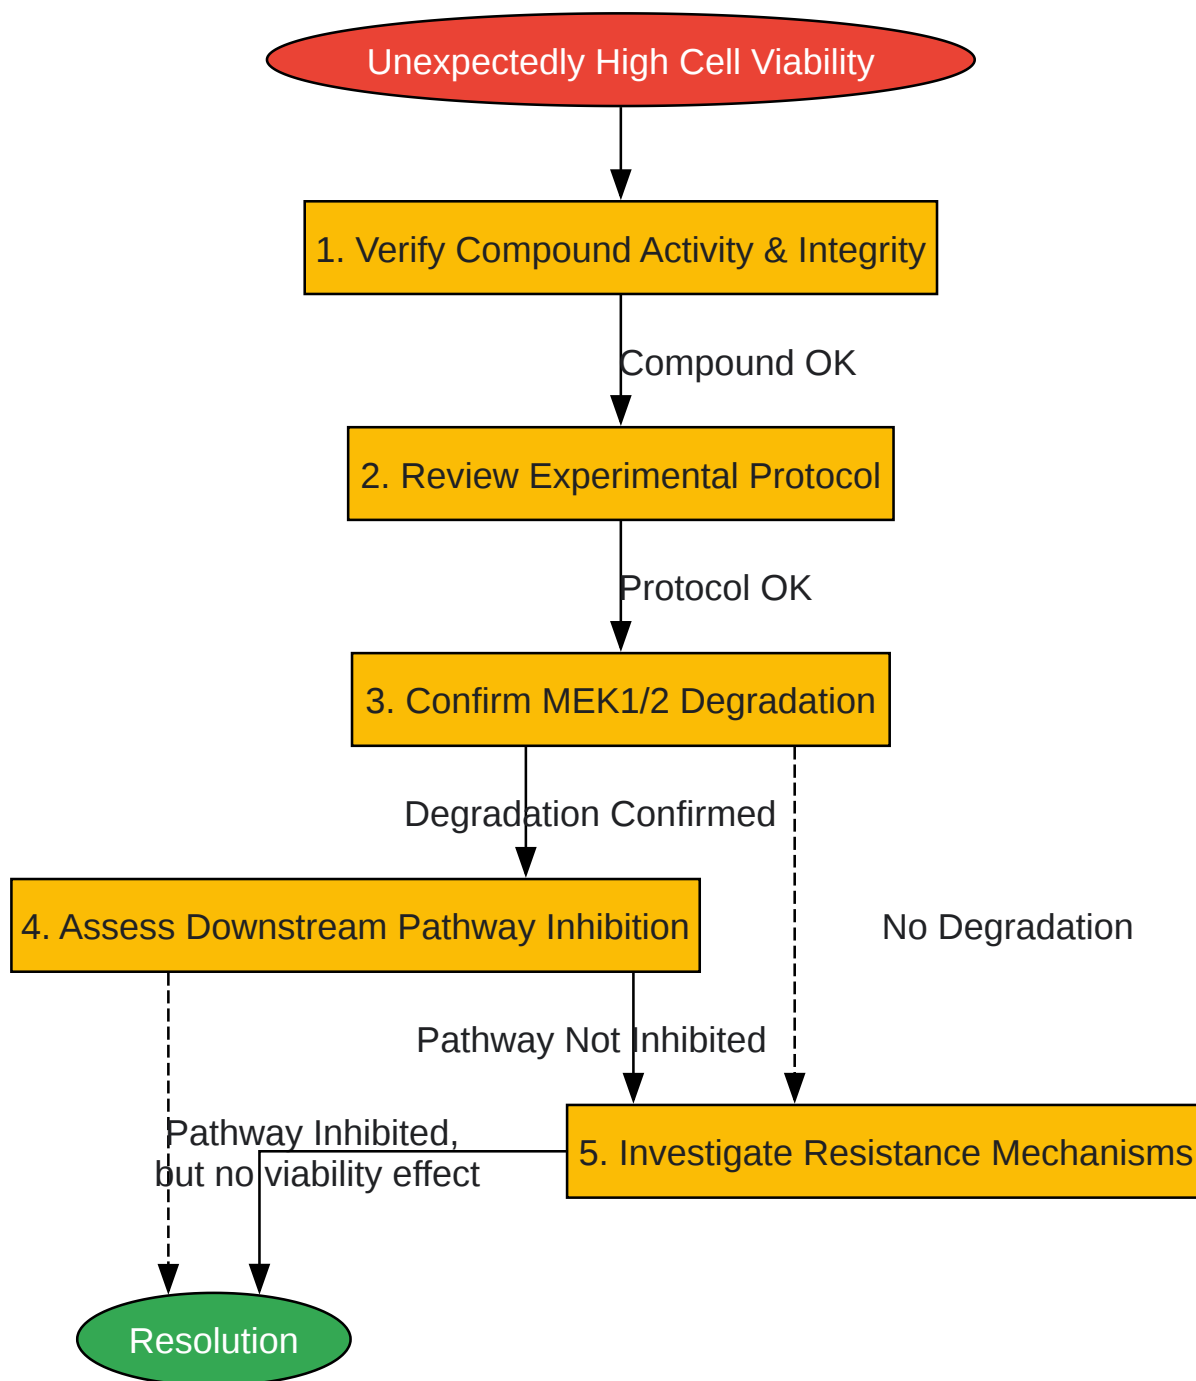 Unexpectedly High Cell Viability
1. Verify Compound Activity & Integrity
Compound OK
2. Review Experimental Protocol
Protocol OK
3. Confirm MEK1/2 Degradation
Degradation Confirmed
4. Assess Downstream Pathway Inhibition
No Degradation
Pathway Not Inhibited
Pathway Inhibited,
but no viability effect
5. Investigate Resistance Mechanisms
Resolution